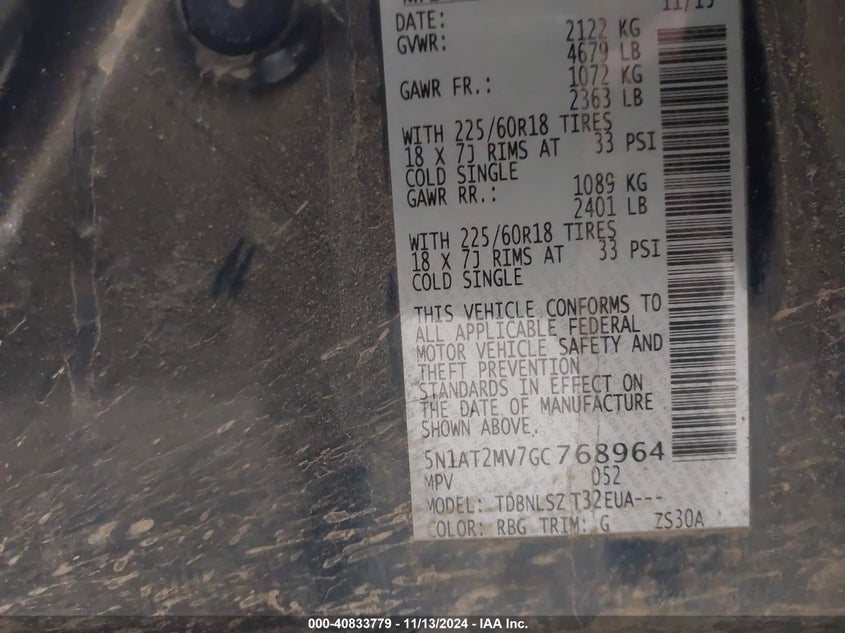 DATE: 11/15
GVWR: 2122 KG
4679 LB
GAWR FR.: 1072 KG
2363 LB
WITH 225/60R18 TIRES
18 X 7J RIMS AT 33 PSI
COLD SINGLE
GAWR RR.: 1089 KG
2401 LB
WITH 225/60R18 TIRES
18 X 7J RIMS AT 33 PSI
COLD SINGLE
THIS VEHICLE CONFORMS TO
ALL APPLICABLE FEDERAL
MOTOR VEHICLE SAFETY AND
THEFT PREVENTION
STANDARDS IN EFFECT ON
THE DATE OF MANUFACTURE
SHOWN ABOVE.
5N1AT2MV7GC768964
MPV 052
MODEL: TDBNLSZ T32EUA---
COLOR: RBG TRIM: G ZS30A
000-40833779 - 11/13/2024 - IAA Inc.